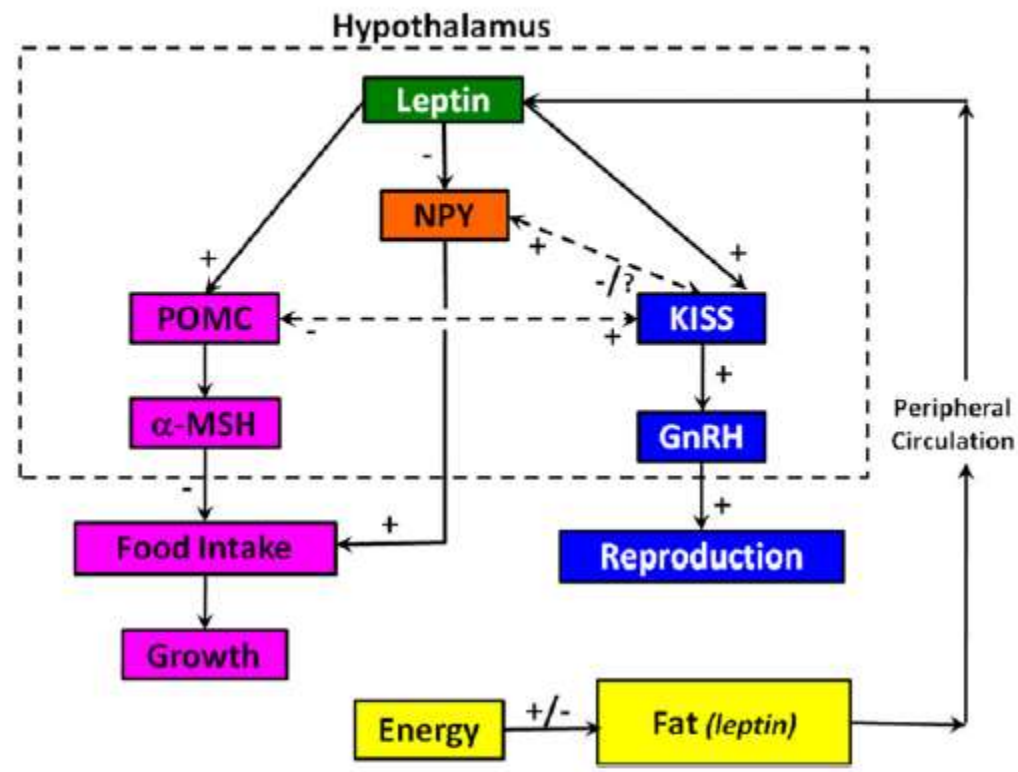 Hypothalamus
Leptin
-
NPY
+
+
+
-/?
POMC
-
+
KISS
+
α-MSH
GnRH
Peripheral
Circulation
-
+
+
Food Intake
Reproduction
Growth
Energy
+/-
Fat (leptin)